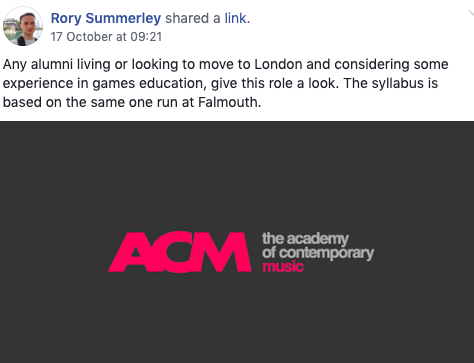 Rory Summerley shared a link.
17 October at 09:21
Any alumni living or looking to move to London and considering some
experience in games education, give this role a look. The syllabus is
based on the same one run at Falmouth.
ACM
the academy
of contemporary
music